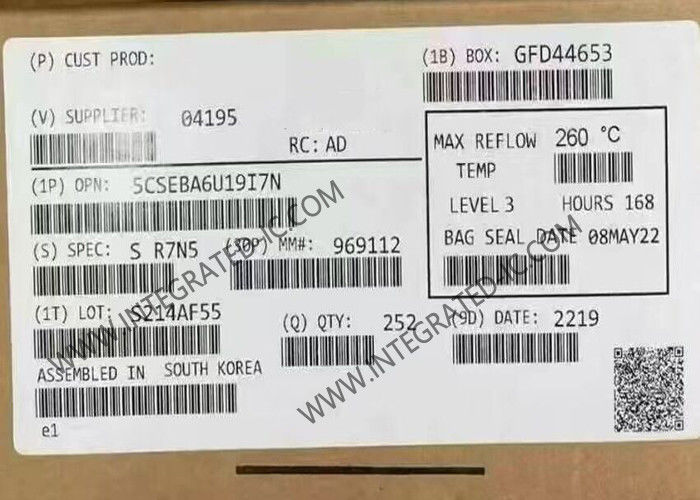 (P) CUST PROD:
(1B) BOX: GFD44653
(V) SUPPLIER: 04195
RC: AD
MAX REFLOW 260 °C
TEMP
(1P) OPN: 5CSEBA6U19I7N
LEVEL 3 HOURS 168
BAG SEAL DATE 08MAY22
(S) SPEC: S R7N5 (30P) MM#: 969112
(1T) LOT: S214AF55
(Q) QTY: 252 (9D) DATE: 2219
ASSEMBLED IN SOUTH KOREA
e1
WWW.INTEGRATED-IC.COM
WWW.INTEGRATED-IC.COM